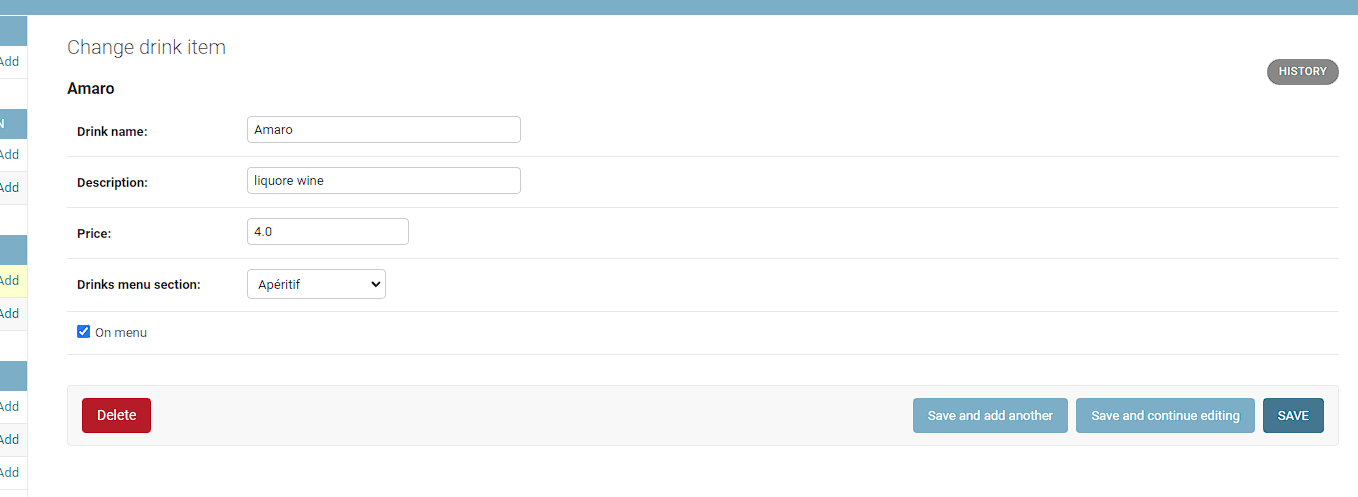 Change drink item
HISTORY
Amaro
Drink name: Amaro
Description: liquore wine
Price: 4.0
Drinks menu section: Apéritif
On menu
Delete Save and add another Save and continue editing SAVE
Add
N
Add
Add
Add
Add
Add
Add
Add